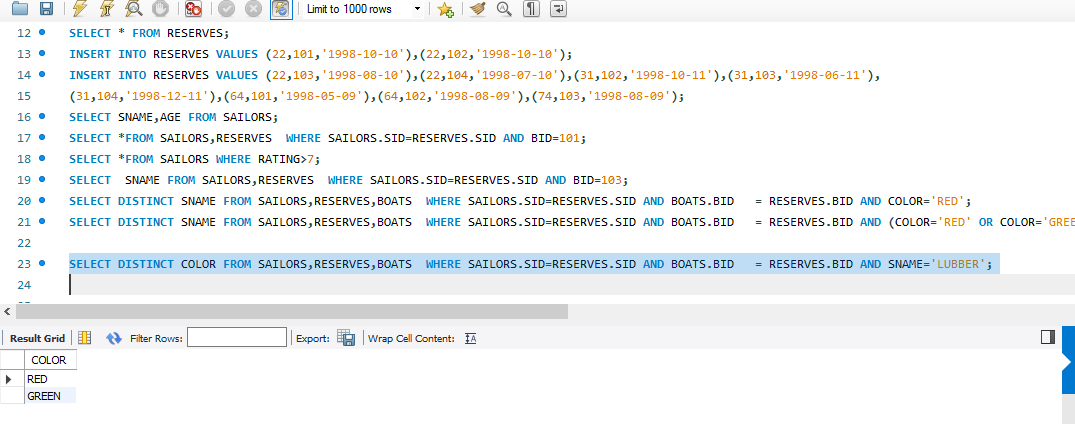 Limit to 1000 rows
12 SELECT * FROM RESERVES;
13 INSERT INTO RESERVES VALUES (22,101,'1998-10-10'),(22,102,'1998-10-10');
14 INSERT INTO RESERVES VALUES (22,103,'1998-08-10'),(22,104,'1998-07-10'),(31,102,'1998-10-11'),(31,103,'1998-06-11'),
15 (31,104,'1998-12-11'),(64,101,'1998-05-09'),(64,102,'1998-08-09'),(74,103,'1998-08-09');
16 SELECT SNAME,AGE FROM SAILORS;
17 SELECT *FROM SAILORS,RESERVES  WHERE SAILORS.SID=RESERVES.SID AND BID=101;
18 SELECT *FROM SAILORS WHERE RATING>7;
19 SELECT  SNAME FROM SAILORS,RESERVES  WHERE SAILORS.SID=RESERVES.SID AND BID=103;
20 SELECT DISTINCT SNAME FROM SAILORS,RESERVES,BOATS  WHERE SAILORS.SID=RESERVES.SID AND BOATS.BID   = RESERVES.BID AND COLOR='RED';
21 SELECT DISTINCT SNAME FROM SAILORS,RESERVES,BOATS  WHERE SAILORS.SID=RESERVES.SID AND BOATS.BID   = RESERVES.BID AND (COLOR='RED' OR COLOR='GREE
22
23 SELECT DISTINCT COLOR FROM SAILORS,RESERVES,BOATS  WHERE SAILORS.SID=RESERVES.SID AND BOATS.BID   = RESERVES.BID AND SNAME='LUBBER';
24
Result Grid Filter Rows: Export: Wrap Cell Content:
COLOR
RED
GREEN